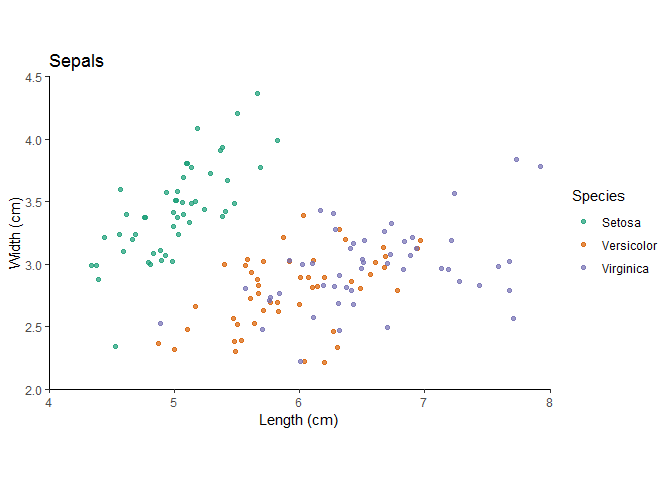 Sepals
4.5
4.0
3.5
3.0
2.5
2.0
Width (cm)
4 5 6 7 8
Length (cm)
Species
Setosa
Versicolor
Virginica